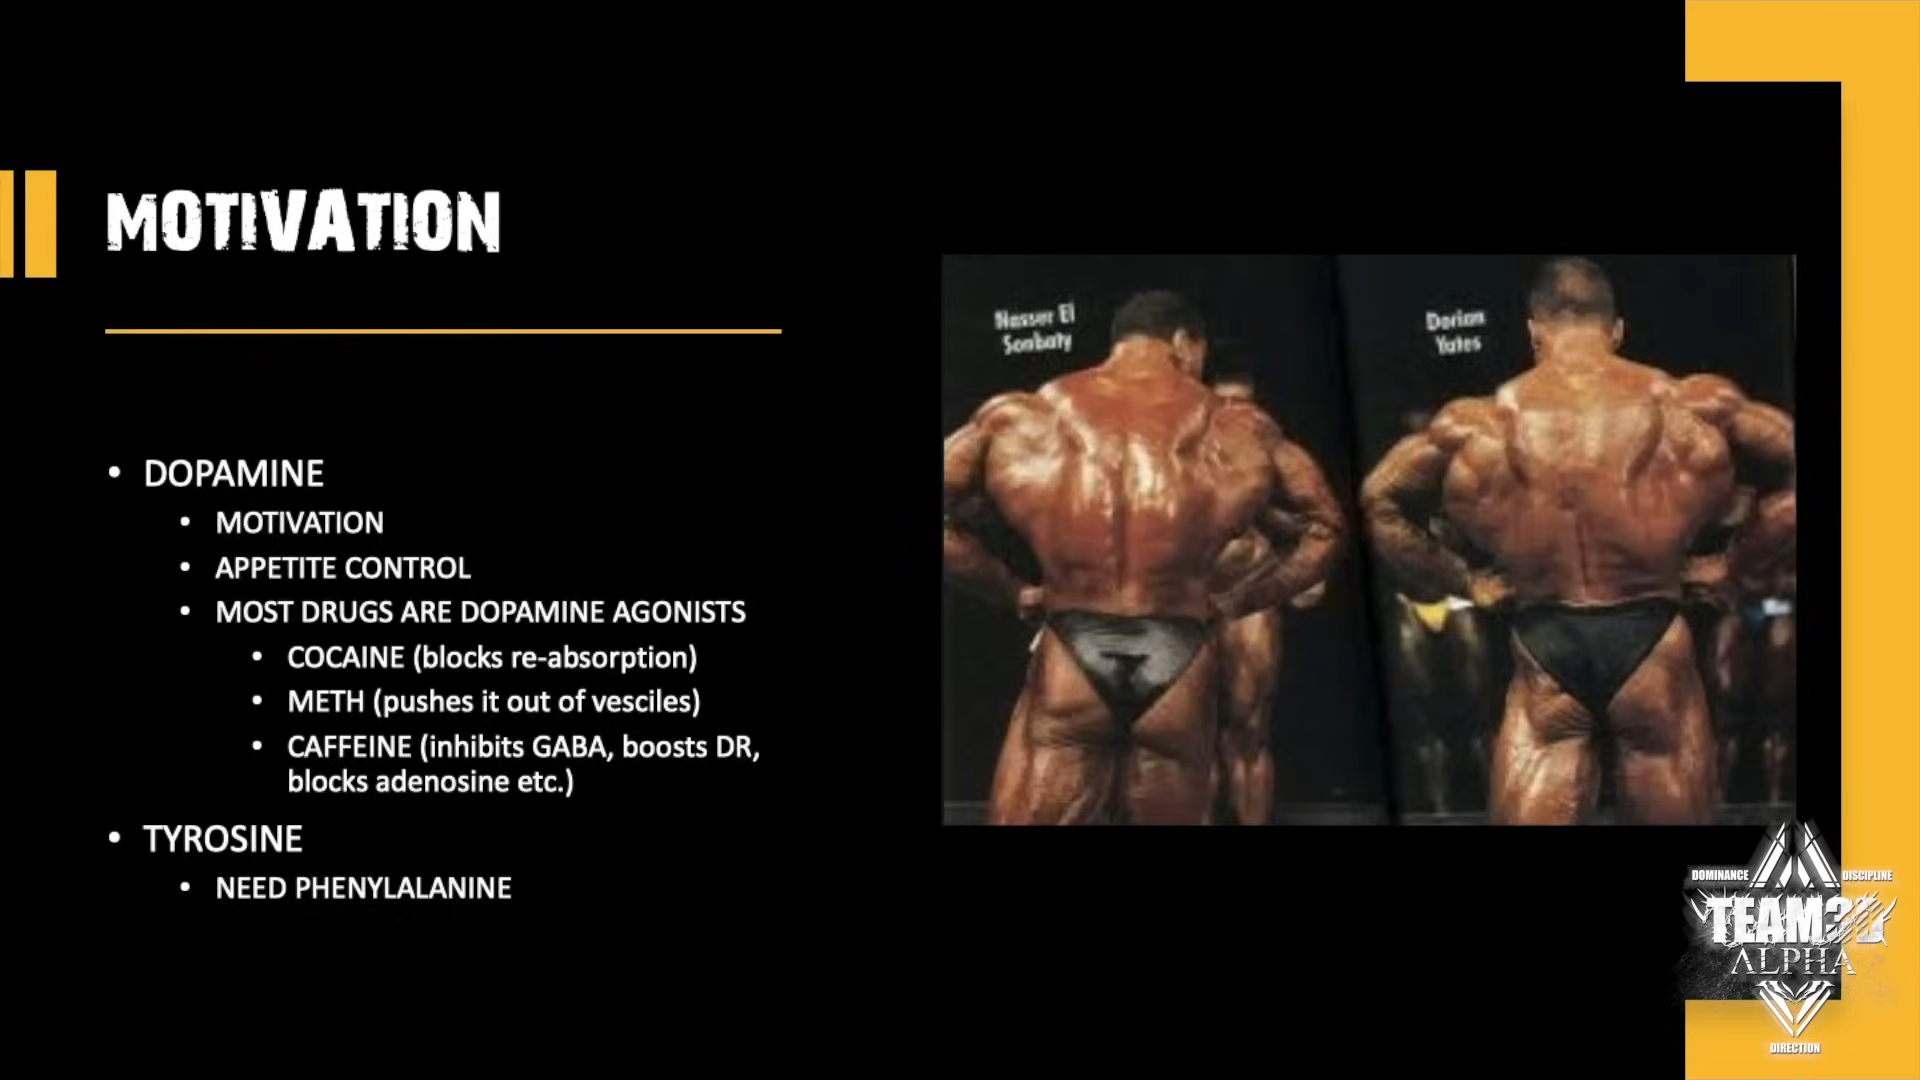 MOTIVATION
• DOPAMINE
• MOTIVATION
• APPETITE CONTROL
• MOST DRUGS ARE DOPAMINE AGONISTS
• COCAINE (blocks re-absorption)
• METH (pushes it out of vesciles)
• CAFFEINE (inhibits GABA, boosts DR,
blocks adenosine etc.)
• TYROSINE
• NEED PHENYLALANINE
Nasser El
Sonbaty
Dorian
Yates
DOMINANCE
DISCIPLINE
TEAM3D
ALPHA
DIRECTION